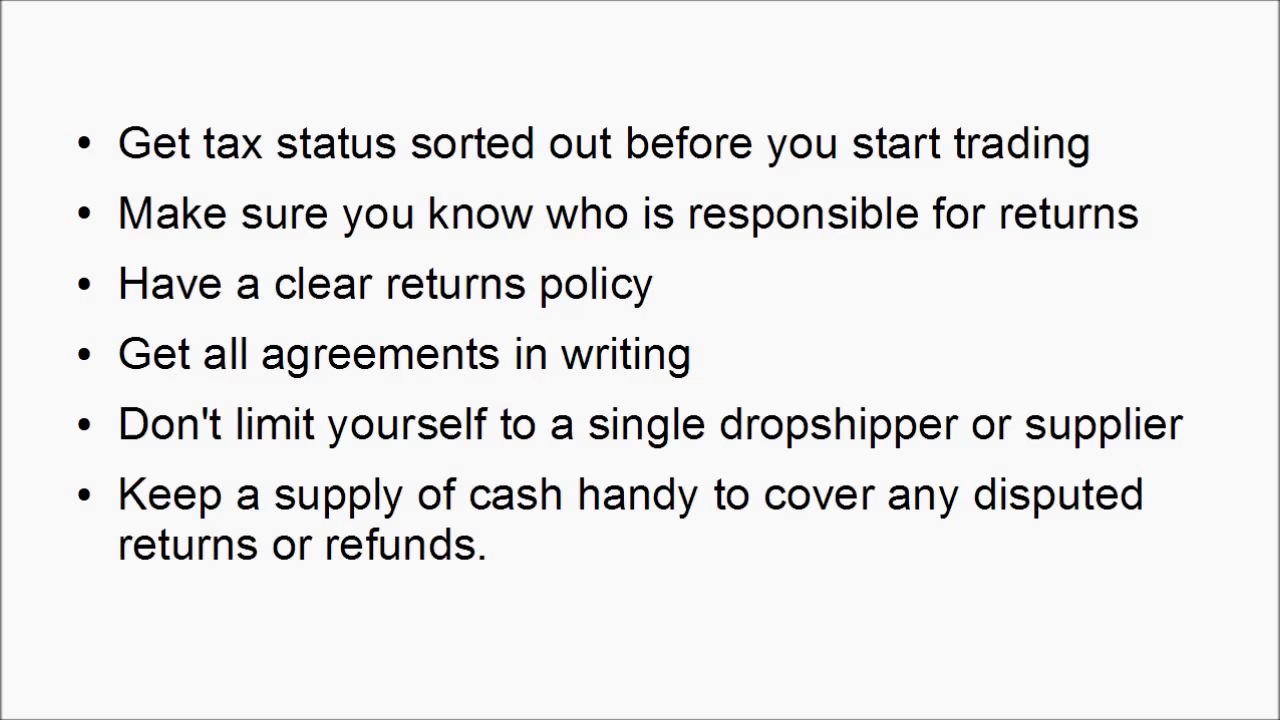 • Get tax status sorted out before you start trading
• Make sure you know who is responsible for returns
• Have a clear returns policy
• Get all agreements in writing
• Don't limit yourself to a single dropshipper or supplier
• Keep a supply of cash handy to cover any disputed
returns or refunds.